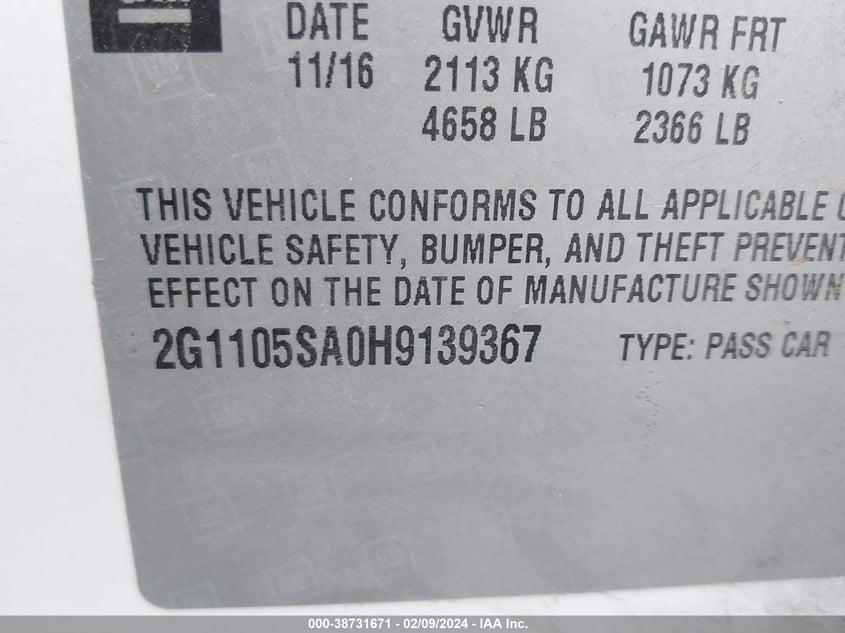 DATE GVWR GAWR FRT
11/16 2113 KG 1073 KG
4658 LB 2366 LB
THIS VEHICLE CONFORMS TO ALL APPLICABLE
VEHICLE SAFETY, BUMPER, AND THEFT PREVENT
EFFECT ON THE DATE OF MANUFACTURE SHOWN
2G1105SA0H9139367 TYPE: PASS CAR
000-38731671 - 02/09/2024 - IAA Inc.